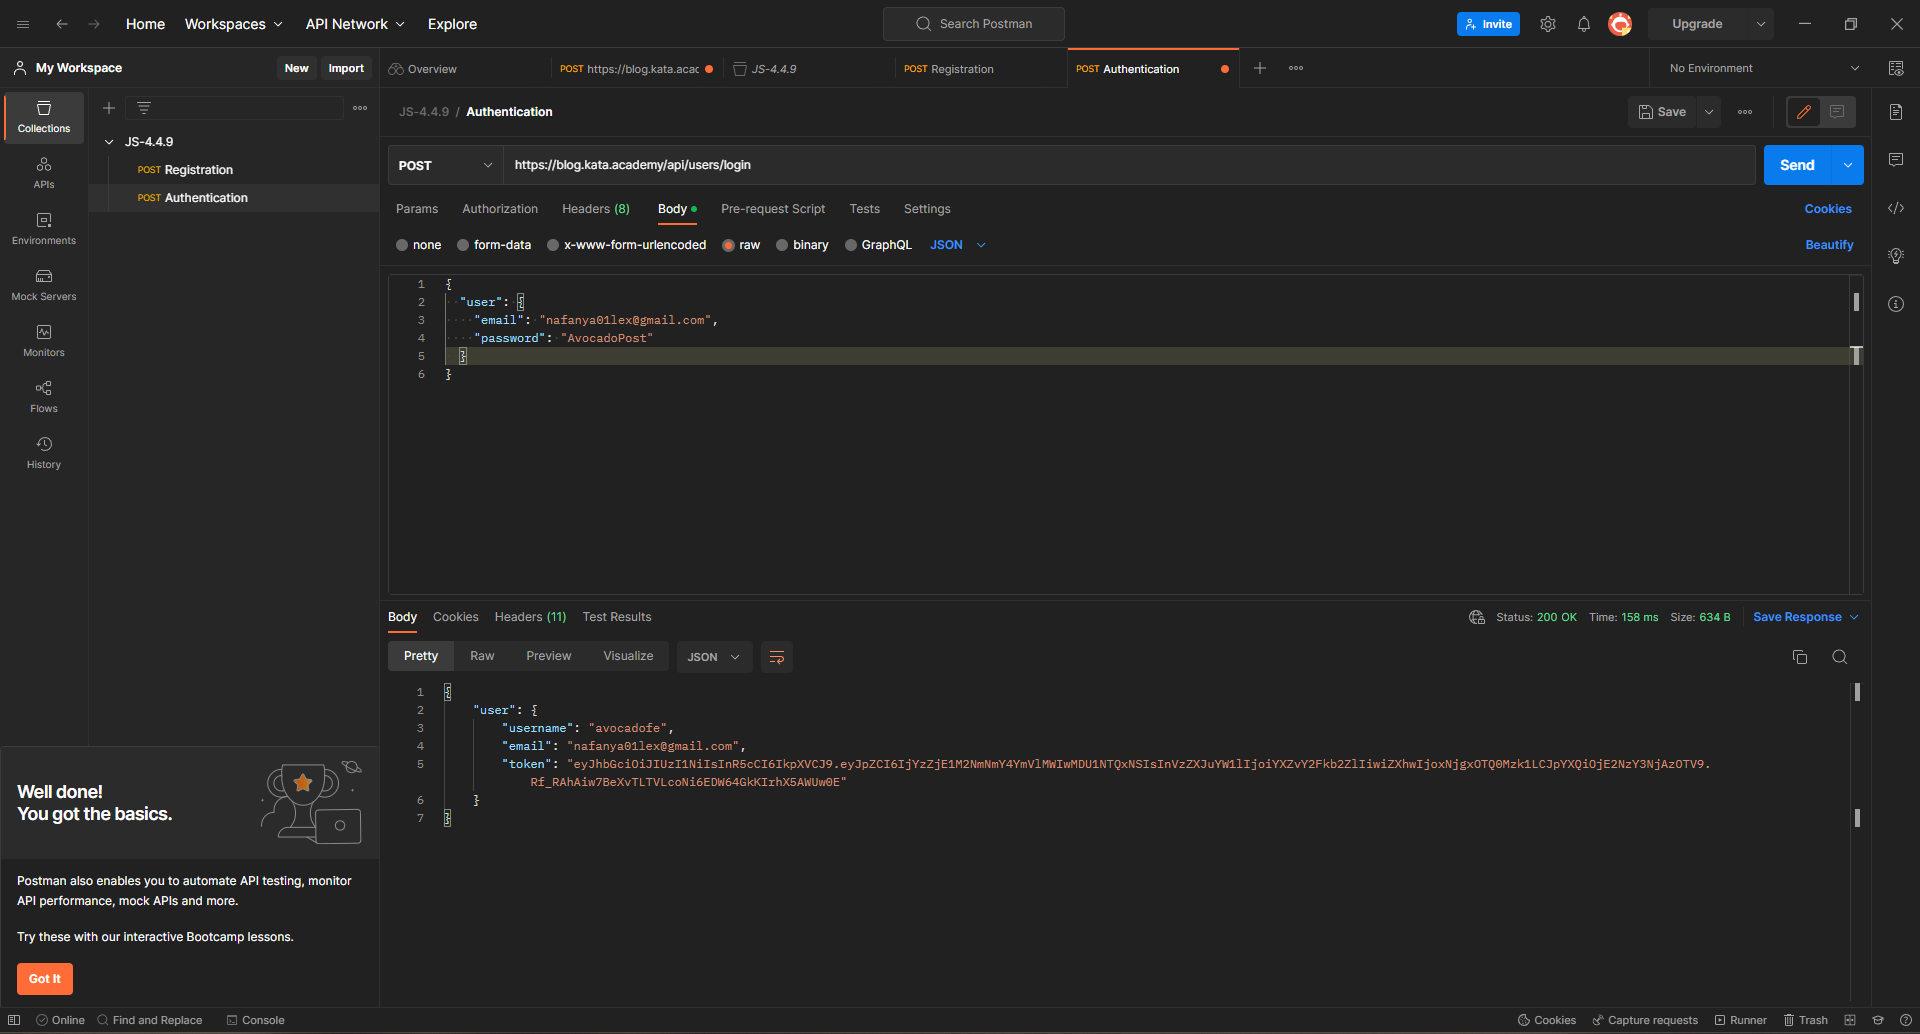 Home Workspaces API Network Explore
Search Postman
Invite
Upgrade
My Workspace
New Import
Overview
POST https://blog.kata.acac
JS-4.4.9
POST Registration
POST Authentication
No Environment
Collections
APIs
Environments
Mock Servers
Monitors
Flows
History
JS-4.4.9
POST Registration
POST Authentication
JS-4.4.9 / Authentication
Save
POST
https://blog.kata.academy/api/users/login
Send
Params Authorization Headers (8) Body Pre-request Script Tests Settings
Cookies
none form-data x-www-form-urlencoded raw binary GraphQL JSON
Beautify
1 {
2 "user": {
3 "email": "nafanya01lex@gmail.com",
4 "password": "AvocadoPost"
5 }
6 }
Body Cookies Headers (11) Test Results
Status: 200 OK Time: 158 ms Size: 634 B
Save Response
Pretty Raw Preview Visualize JSON
1 {
2 "user": {
3 "username": "avocadofe",
4 "email": "nafanya01lex@gmail.com",
5 "token": "eyJhbGciOiJIUzI1NiIsInR5cCI6IkpXVCJ9.eyJpZCI6IjYzZjE1M2NmNmY4YmVlMWIwMDU1NTQxNSIsInVzZXJuYW1lIjoiYXZvY2Fkb2ZlIiwiZXhwIjoxNjgxOTQ0Mzk1LCJpYXQiOjE2NzY3NjAzOTV9.
Rf_RAhAiw7BeXvTLTVLcoNi6EDW64GkKIrhX5AWUw0E"
6 }
7 }
Well done!
You got the basics.
Postman also enables you to automate API testing, monitor
API performance, mock APIs and more.
Try these with our interactive Bootcamp lessons.
Got It
Online Find and Replace Console
Cookies Capture requests Runner Trash